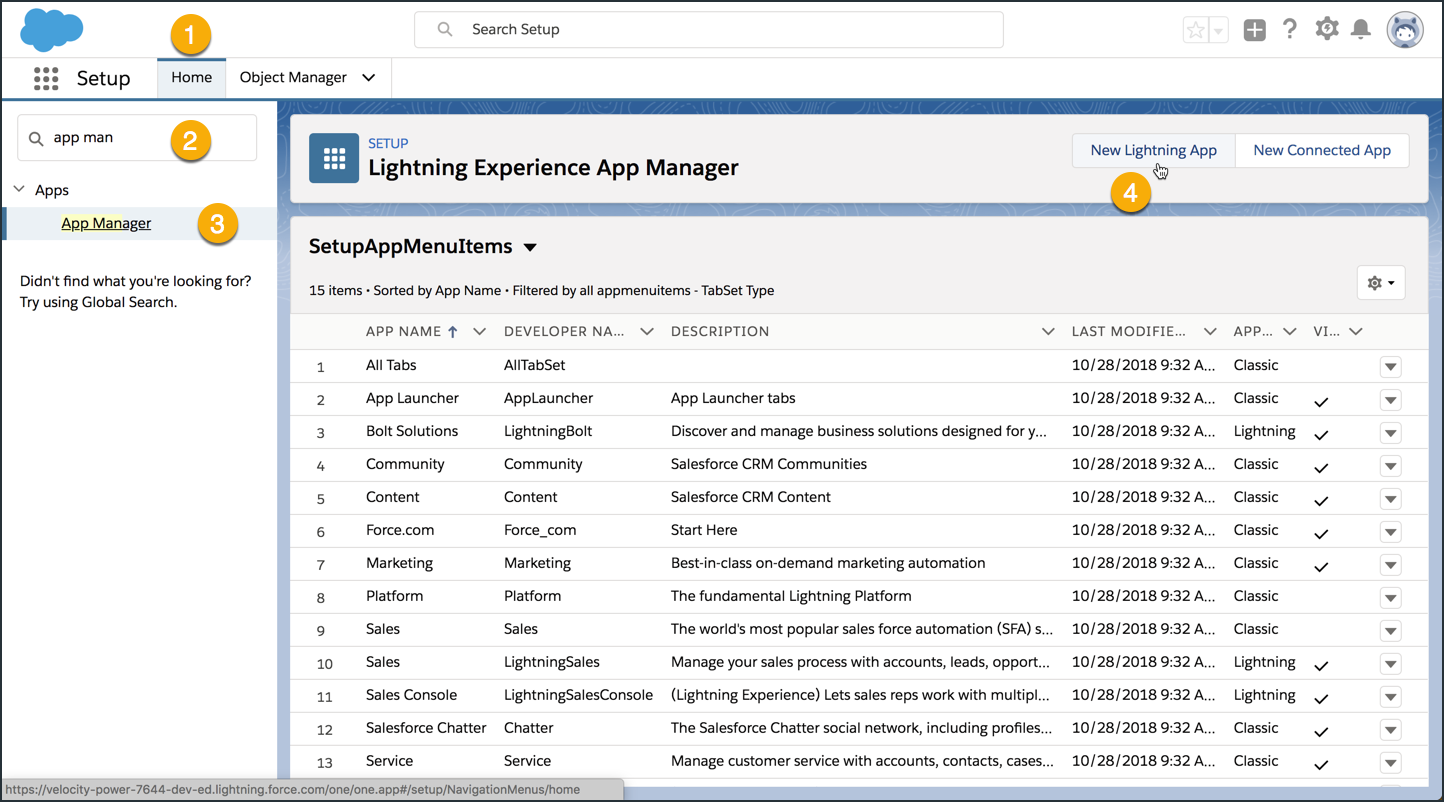 1
Search Setup
Setup
Home
Object Manager
app man
2
Apps
App Manager
3
Didn't find what you're looking for?
Try using Global Search.
SETUP
Lightning Experience App Manager
New Lightning App
New Connected App
4
SetupAppMenuItems
15 items • Sorted by App Name • Filtered by all appmenuitems - TabSet Type
APP NAME DEVELOPER NA... DESCRIPTION LAST MODIFIE... APP... VI...
1 All Tabs AllTabSet 10/28/2018 9:32 A... Classic
2 App Launcher AppLauncher App Launcher tabs 10/28/2018 9:32 A... Classic
3 Bolt Solutions LightningBolt Discover and manage business solutions designed for y... 10/28/2018 9:32 A... Lightning
4 Community Community Salesforce CRM Communities 10/28/2018 9:32 A... Classic
5 Content Content Salesforce CRM Content 10/28/2018 9:32 A... Classic
6 Force.com Force_com Start Here 10/28/2018 9:32 A... Classic
7 Marketing Marketing Best-in-class on-demand marketing automation 10/28/2018 9:32 A... Classic
8 Platform Platform The fundamental Lightning Platform 10/28/2018 9:32 A... Classic
9 Sales Sales The world's most popular sales force automation (SFA) s... 10/28/2018 9:32 A... Classic
10 Sales LightningSales Manage your sales process with accounts, leads, opport... 10/28/2018 9:32 A... Lightning
11 Sales Console LightningSalesConsole (Lightning Experience) Lets sales reps work with multipl... 10/28/2018 9:32 A... Lightning
12 Salesforce Chatter Chatter The Salesforce Chatter social network, including profiles... 10/28/2018 9:32 A... Classic
13 Service Service Manage customer service with accounts, contacts, cases... 10/28/2018 9:32 A... Classic
https://velocity-power-7644-dev-ed.lightning.force.com/one/one.app#/setup/NavigationMenus/home